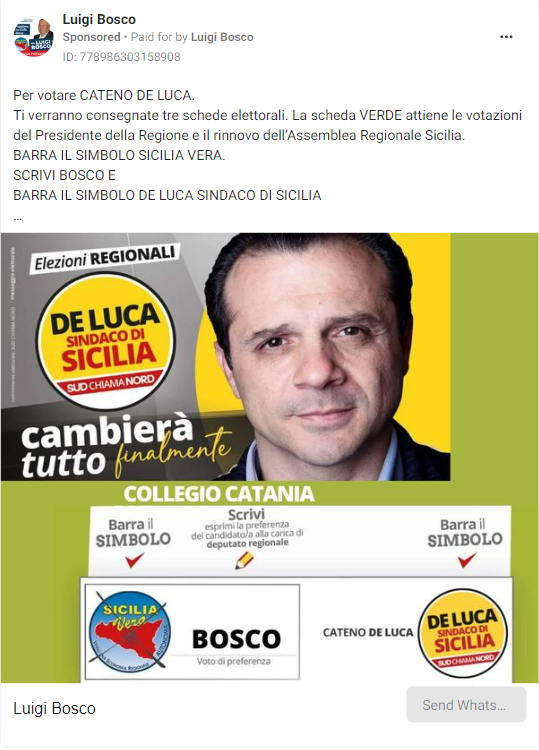 Luigi Bosco
Sponsored • Paid for by Luigi Bosco
ID: 778986303158908
Per votare CATENO DE LUCA.
Ti verranno consegnate tre schede elettorali. La scheda VERDE attiene le votazioni
del Presidente della Regione e il rinnovo dell'Assemblea Regionale Sicilia.
BARRA IL SIMBOLO SICILIA VERA.
SCRIVI BOSCO E
BARRA IL SIMBOLO DE LUCA SINDACO DI SICILIA
...
Elezioni REGIONALI
messaggio elettorale
DE LUCA
SINDACO DI
SICILIA
SUD CHIAMA NORD
cambierà
tutto finalmente
COLLEGIO CATANIA
Barra il
SIMBOLO
Scrivi
esprimi la preferenza
del candidato/a alla carica di
deputato regionale
Barra il
SIMBOLO
SICILIA
Vera
BOSCO
Voto di preferenza
CATENO DE LUCA
DE LUCA
SINDACO DI
SICILIA
SUD CHIAMA NORD
Luigi Bosco
Send Whats...